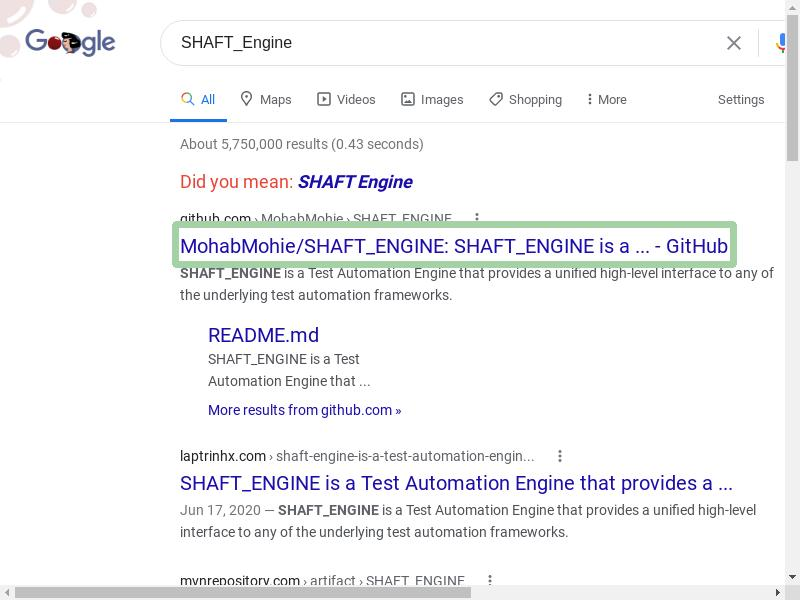 Google
SHAFT_Engine
All Maps Videos Images Shopping More Settings
About 5,750,000 results (0.43 seconds)
Did you mean: SHAFT Engine
github.com › MohabMohie › SHAFT_ENGINE
MohabMohie/SHAFT_ENGINE: SHAFT_ENGINE is a ... - GitHub
SHAFT_ENGINE is a Test Automation Engine that provides a unified high-level interface to any of
the underlying test automation frameworks.
README.md
SHAFT_ENGINE is a Test
Automation Engine that ...
More results from github.com »
laptrinhx.com › shaft-engine-is-a-test-automation-engin...
SHAFT_ENGINE is a Test Automation Engine that provides a ...
Jun 17, 2020 — SHAFT_ENGINE is a Test Automation Engine that provides a unified high-level
interface to any of the underlying test automation frameworks.
mvnrepository.com › artifact › SHAFT_ENGINE